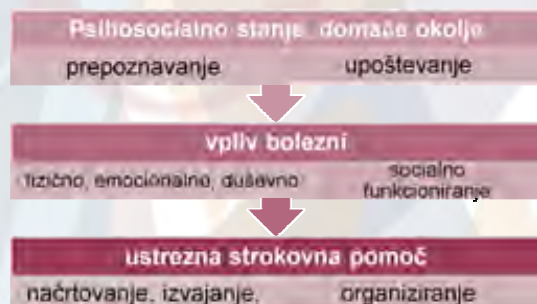 Psihosocialno stanje, domače okolje
prepoznavanje upoštevanje
vpliv bolezni
fizično, emocionalno, duševno socialno funkcioniranje
ustrezna strokovna pomoč
načrtovanje, izvajanje, organiziranje